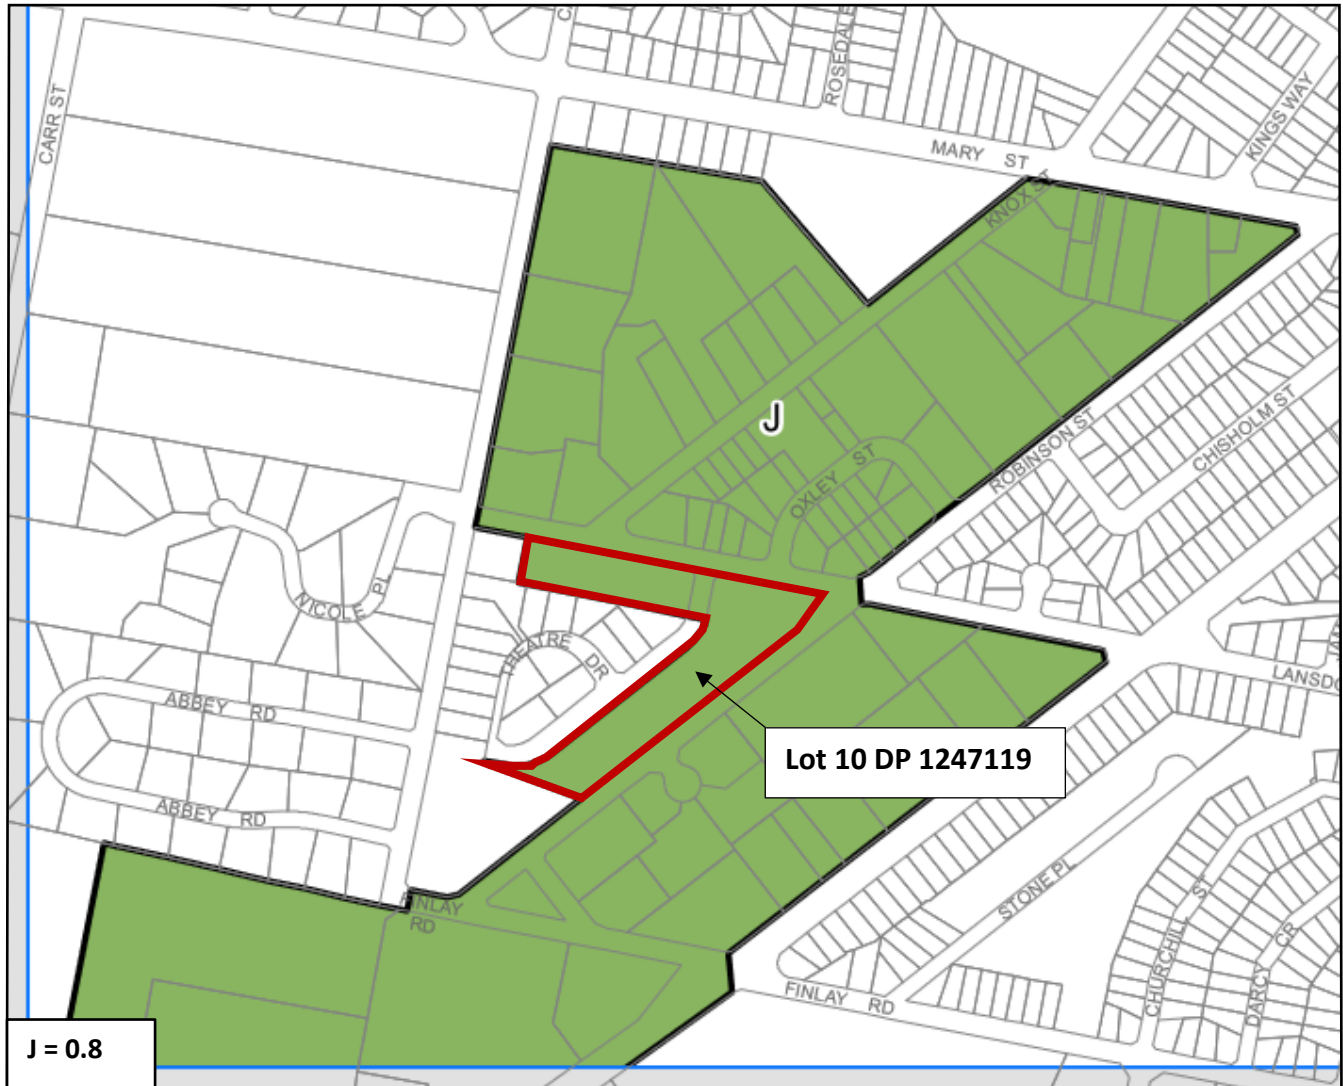 ROSEDALE
CARR ST
KINGS WAY
MARY ST
KNOX ST
J
ROBINSON ST
CHISHOLM ST
OXLEY ST
NICOLE PL
THEATRE DR
LANSDO
ABBEY RD
Lot 10 DP 1247119
ABBEY RD
STONE PL
CHURCHILL ST
FINLAY
RD
DARCY CR
FINLAY RD
J = 0.8